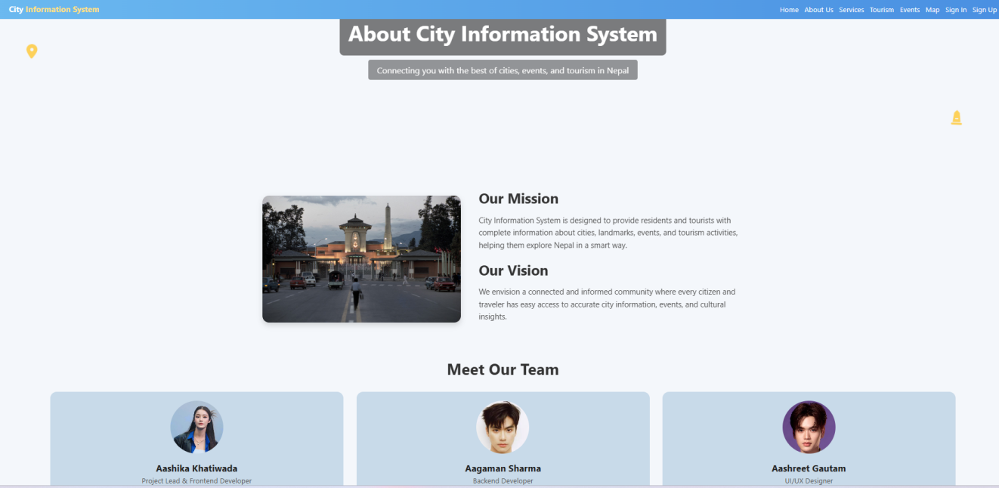 City Information System
Home About Us Services Tourism Events Map Sign In Sign Up
About City Information System
Connecting you with the best of cities, events, and tourism in Nepal
Our Mission
City Information System is designed to provide residents and tourists with
complete information about cities, landmarks, events, and tourism activities,
helping them explore Nepal in a smart way.
Our Vision
We envision a connected and informed community where every citizen and
traveler has easy access to accurate city information, events, and cultural
insights.
Meet Our Team
Aashika Khatiwada
Project Lead & Frontend Developer
Aagaman Sharma
Backend Developer
Aashreet Gautam
UI/UX Designer